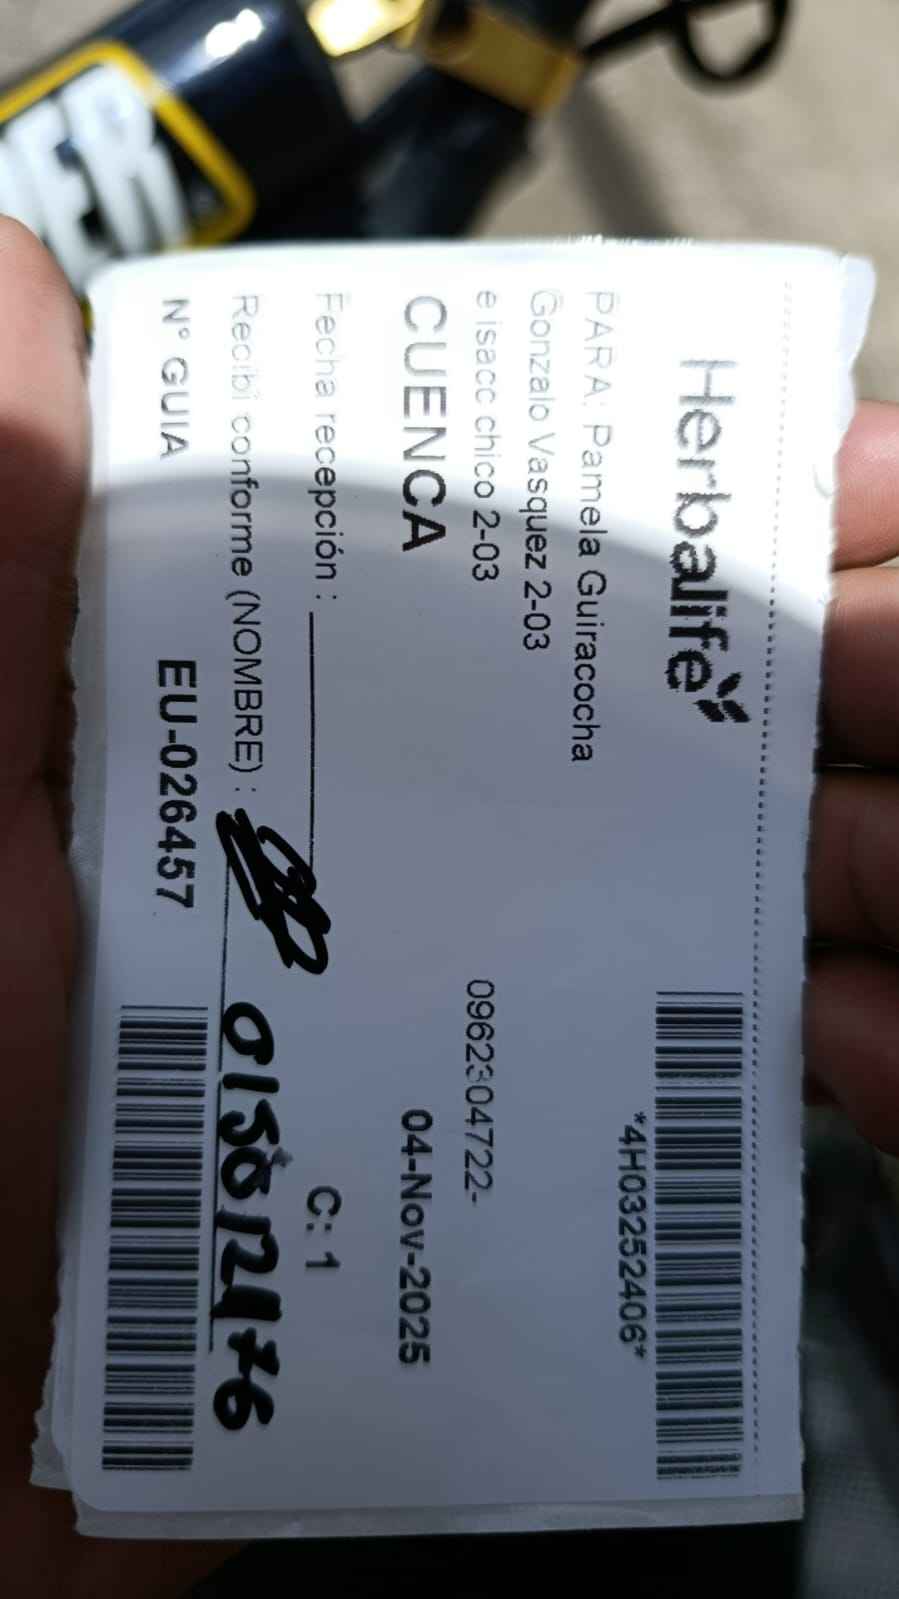 Herbalife
*4H03252406*
PARA: Pamela Guiracocha
Gonzalo Vasquez 2-03
e isacc chico 2-03
0962304722-
CUENCA
04-Nov-2025
Fecha recepción :
C: 1
Recibí conforme (NOMBRE) :
N° GUIA
EU-026457